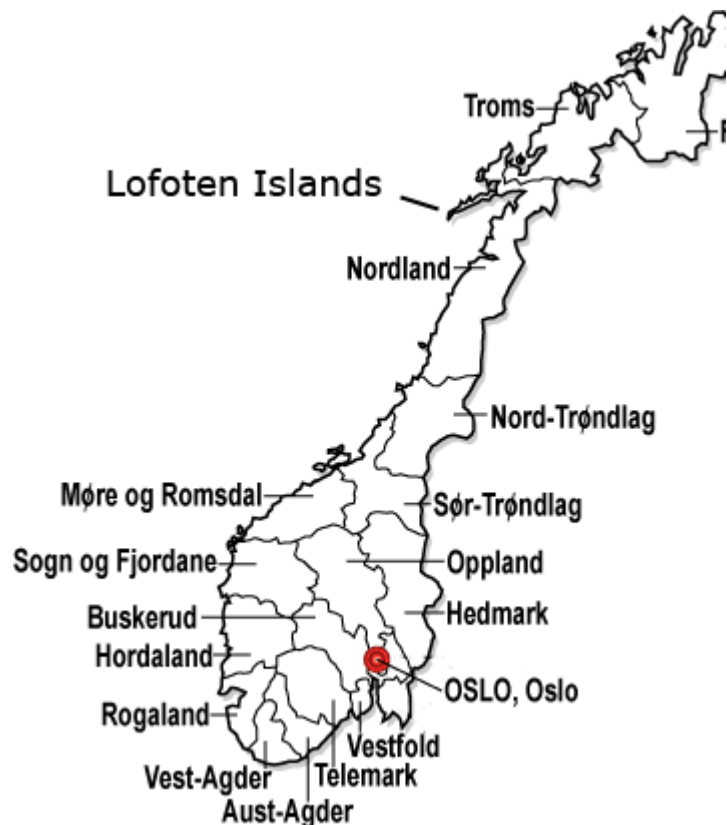 Troms
F
Lofoten Islands
Nordland
Nord-Trøndlag
Møre og Romsdal
Sør-Trøndlag
Sogn og Fjordane
Oppland
Buskerud
Hedmark
Hordaland
OSLO, Oslo
Rogaland
Vestfold
Vest-Agder
Telemark
Aust-Agder